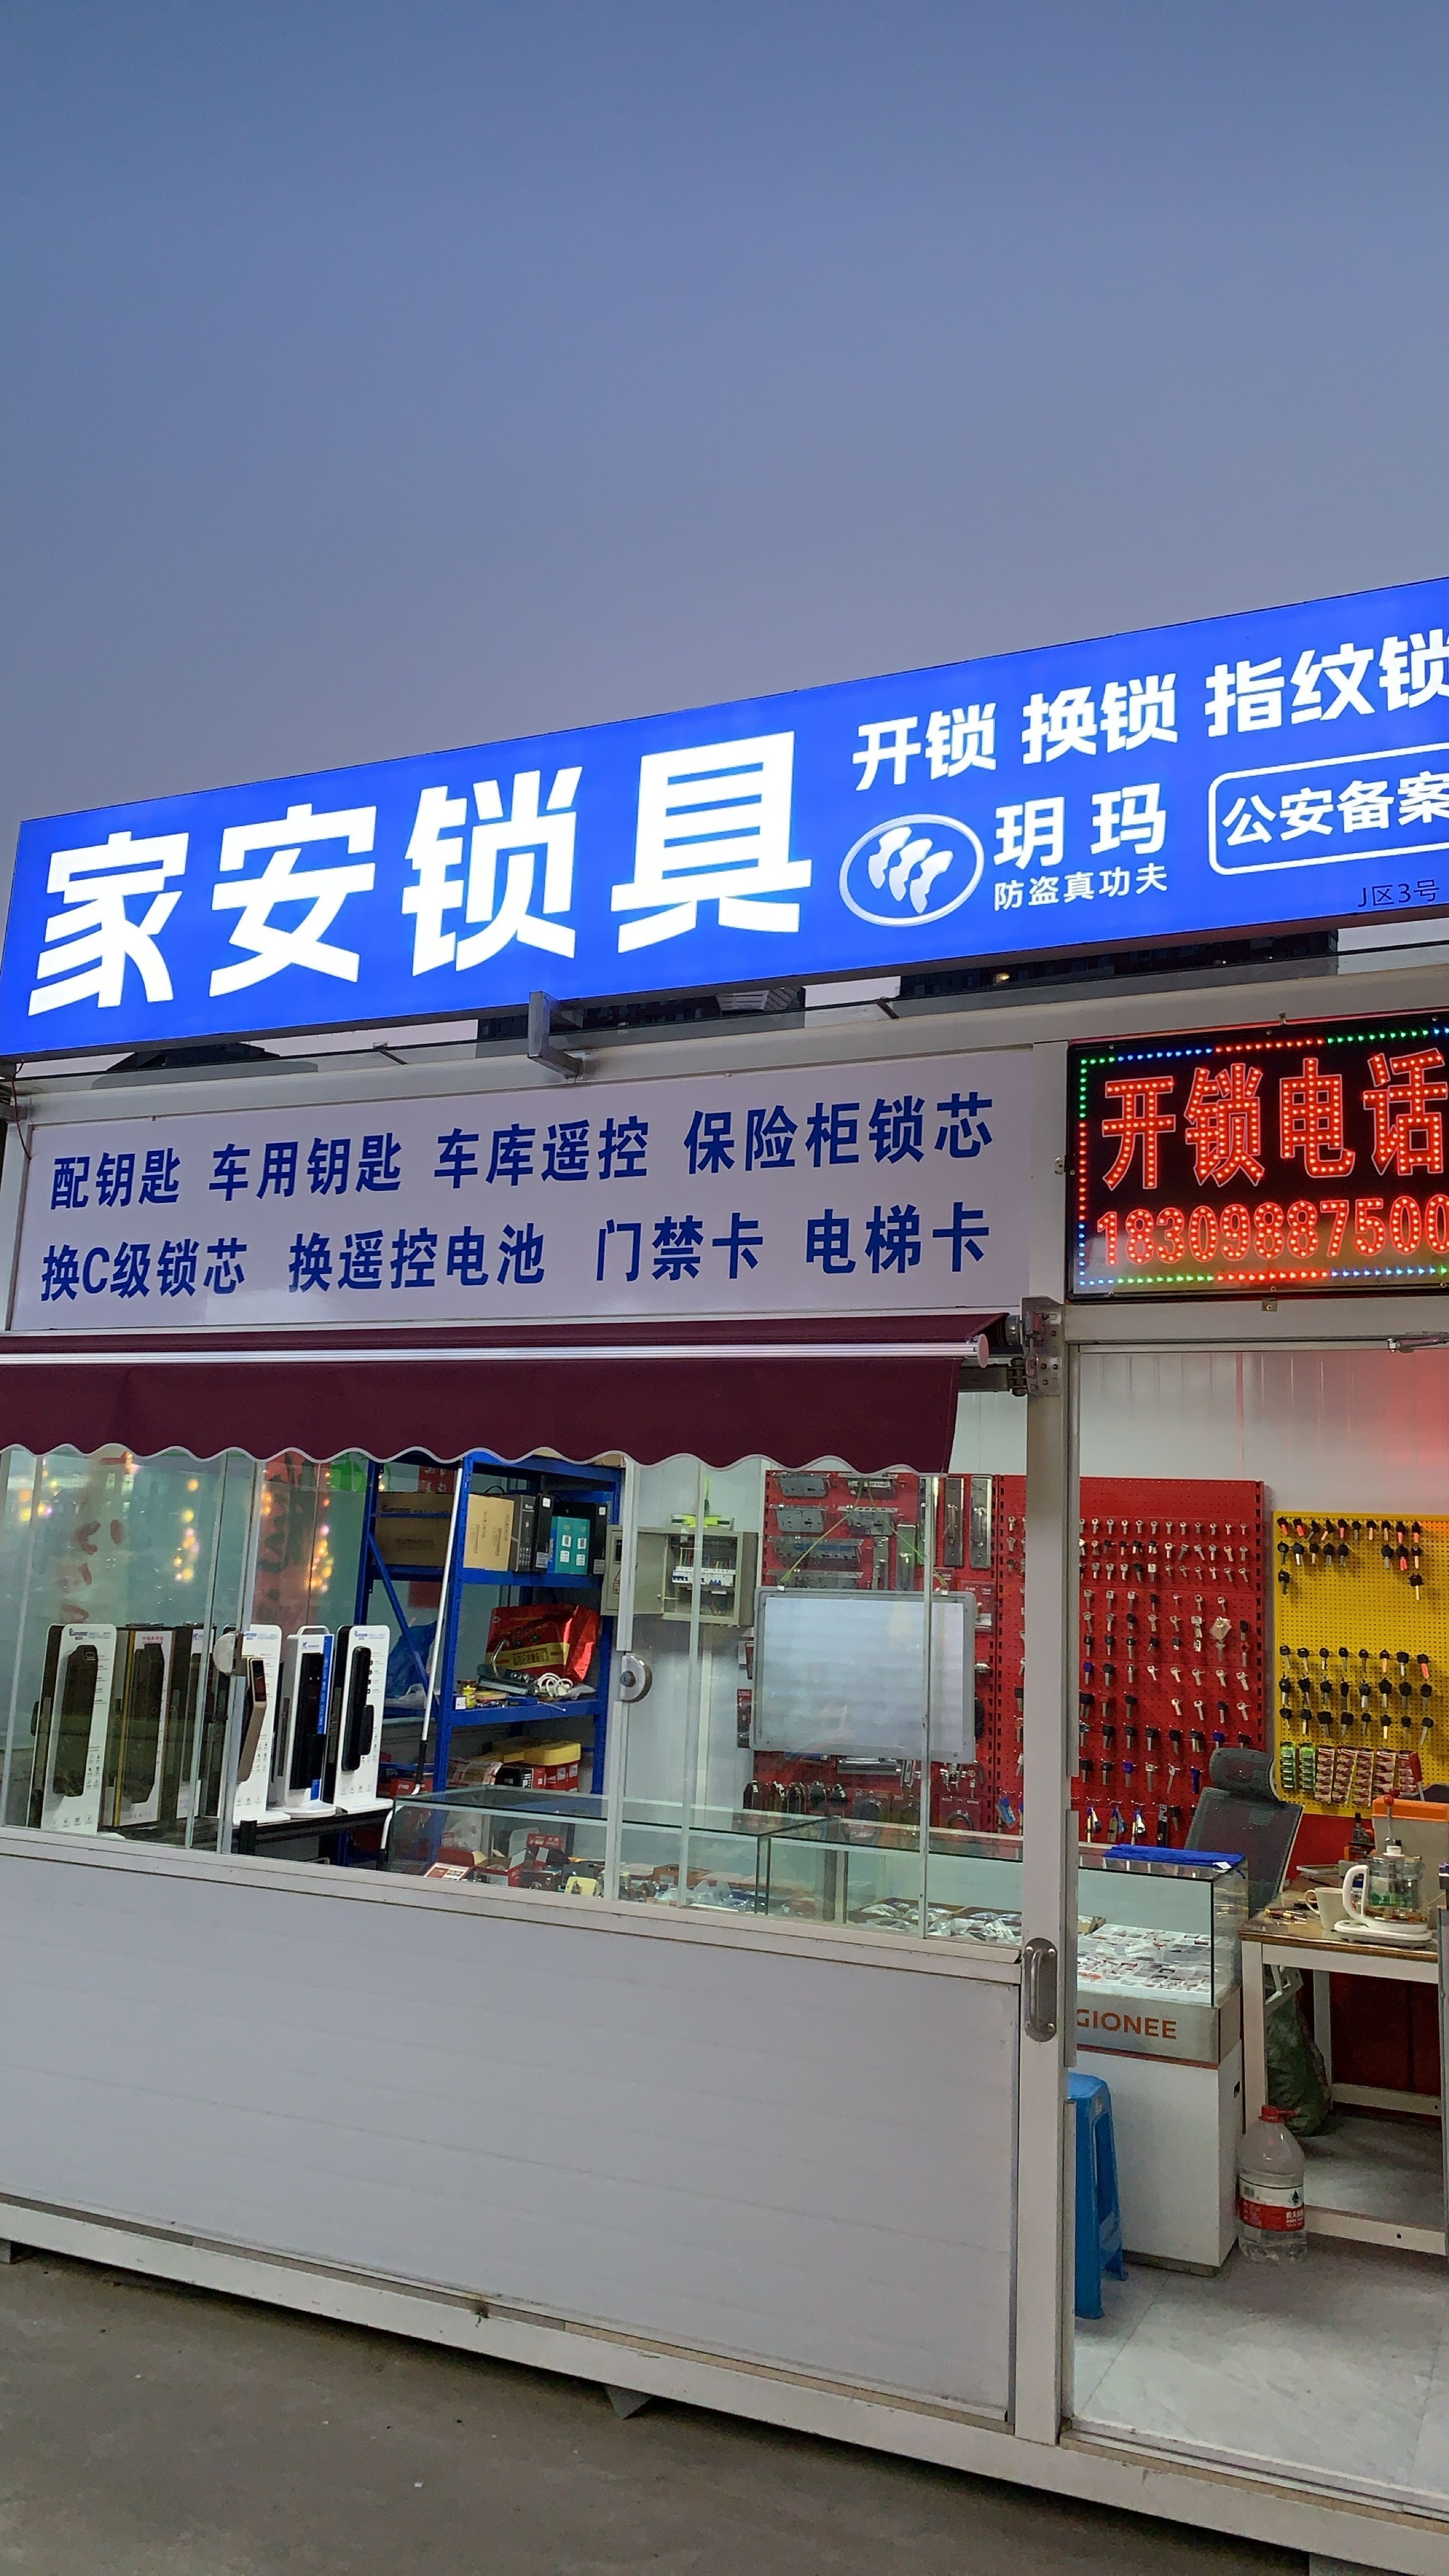 家安锁具
开锁 换锁 指纹锁
玥玛
防盗真功夫
公安备案
J区3号
配钥匙 车用钥匙 车库遥控 保险柜锁芯
换C级锁芯 换遥控电池 门禁卡 电梯卡
开锁电话
18309887500
GIONEE